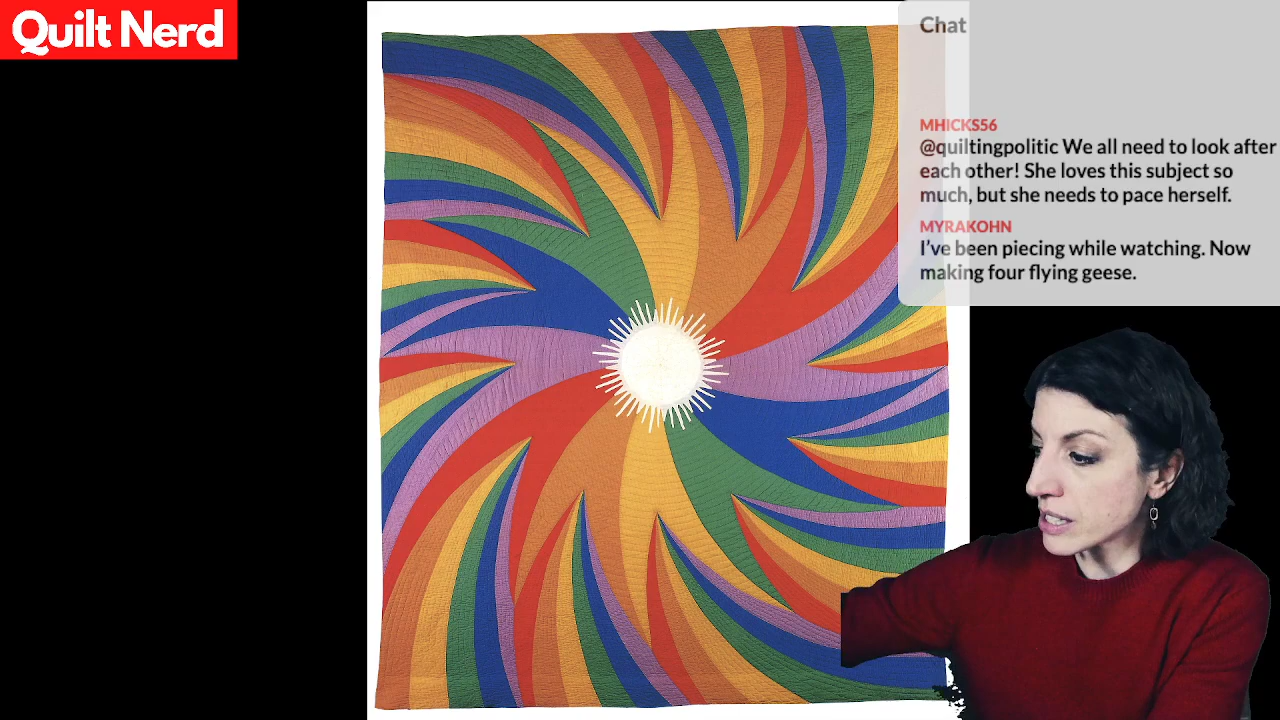 Quilt Nerd
Chat
MHICKS56
@quiltingpolitic We all need to look after
each other! She loves this subject so
much, but she needs to pace herself.
MYRAKOHN
I've been piecing while watching. Now
making four flying geese.